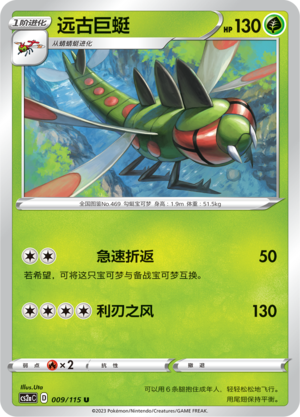 1阶进化
远古巨蜓
HP 130
从蜻蜻蜓进化
全国图鉴No.469 勾蜓宝可梦 身高：1.9m 体重：51.5kg
急速折返 50
若希望，可将这只宝可梦与备战宝可梦互换。
利刃之风 130
弱点 ×2 抵抗力 撤退
Illus.Uta
CS3aC D 009/115 U
可以用6条腿抱住成年人，轻轻松松地飞行。
用尾部保持平衡。
©2023 Pokémon/Nintendo/Creatures/GAME FREAK.